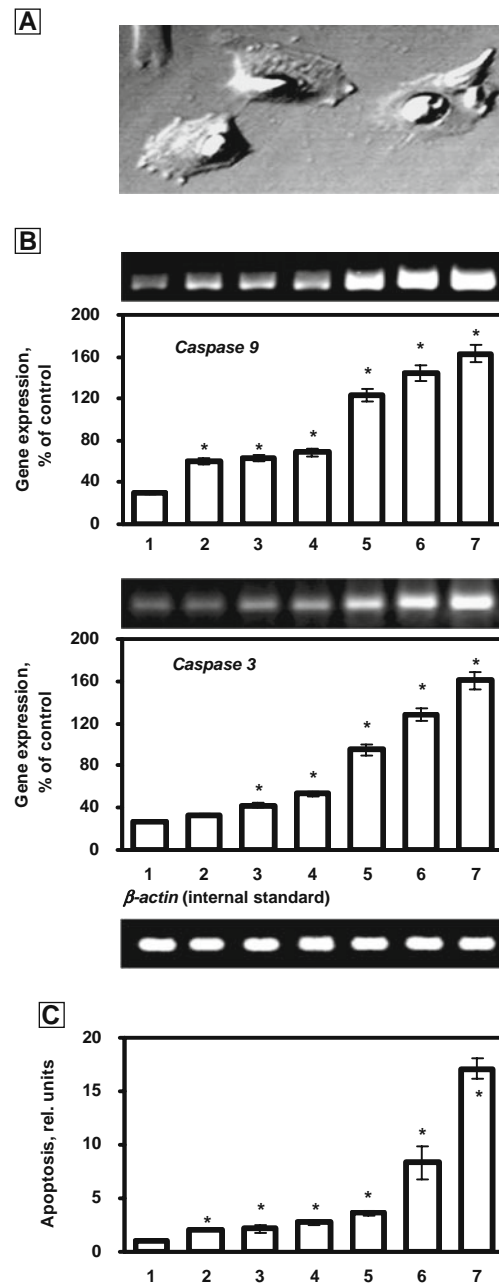 A
B
200
160
120
80
40
0
Gene expression,
% of control
Caspase 9
* * * * * *
1 2 3 4 5 6 7
200
160
120
80
40
0
Gene expression,
% of control
Caspase 3
* * * * *
1 2 3 4 5 6 7
β-actin (internal standard)
C
20
15
10
5
0
Apoptosis, rel. units
* * * * * *
1 2 3 4 5 6 7